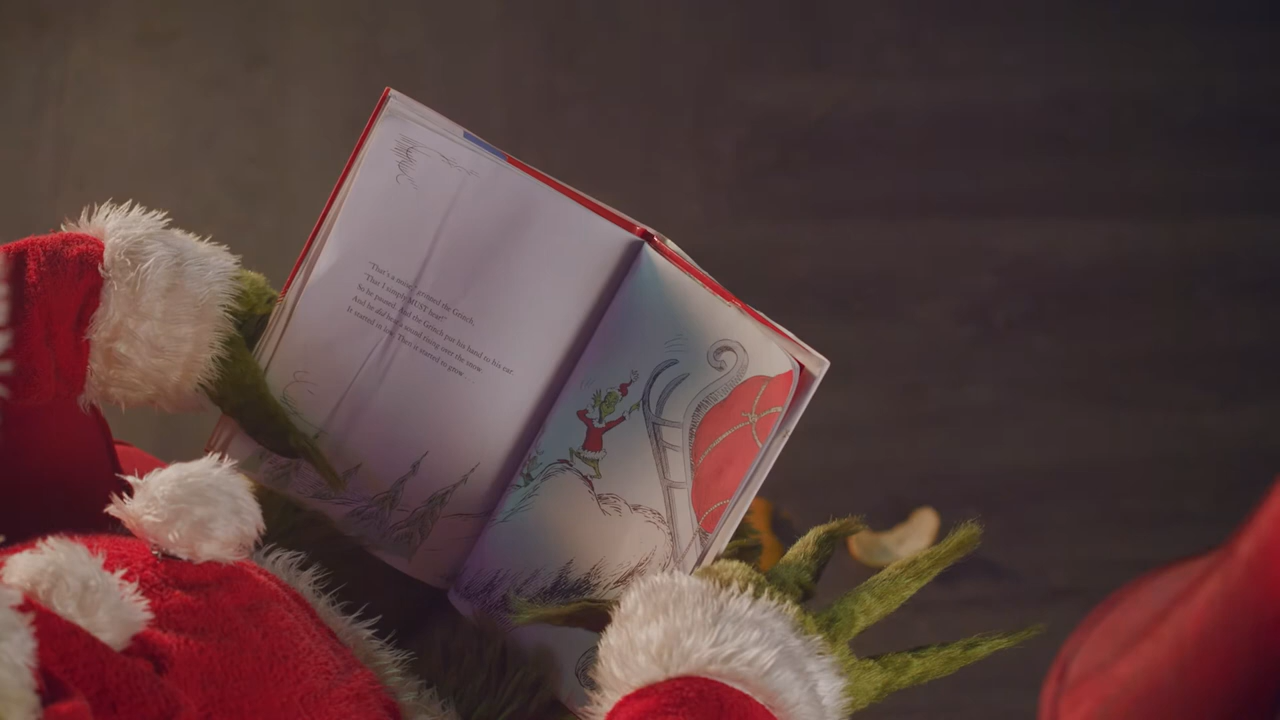 "That's a noise," grinned the Grinch,
"That I simply MUST hear!"
So he paused. And the Grinch put his hand to his ear.
And he did hear a sound rising over the snow.
It started in low. Then it started to grow . . .